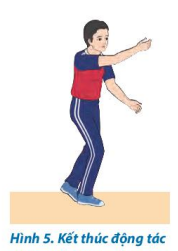 Hình 5. Kết thúc động tác